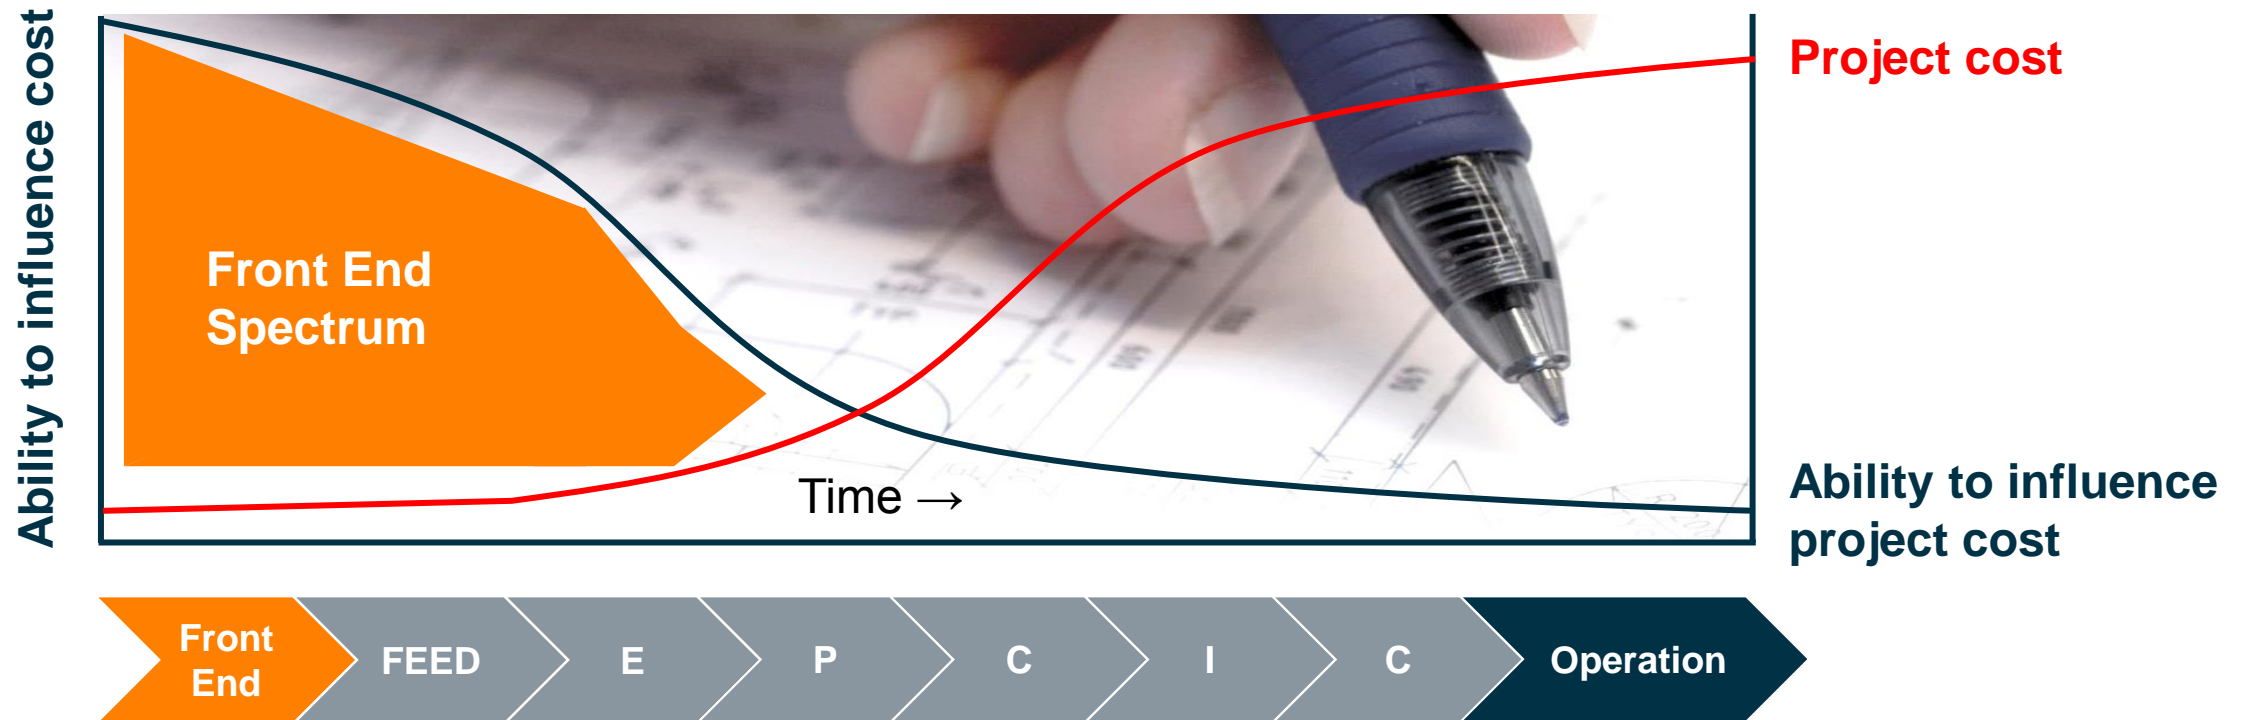 Ability to influence cost
Project cost
Front End
Spectrum
Time →
Ability to influence
project cost
Front
End
FEED
E
P
C
I
C
Operation